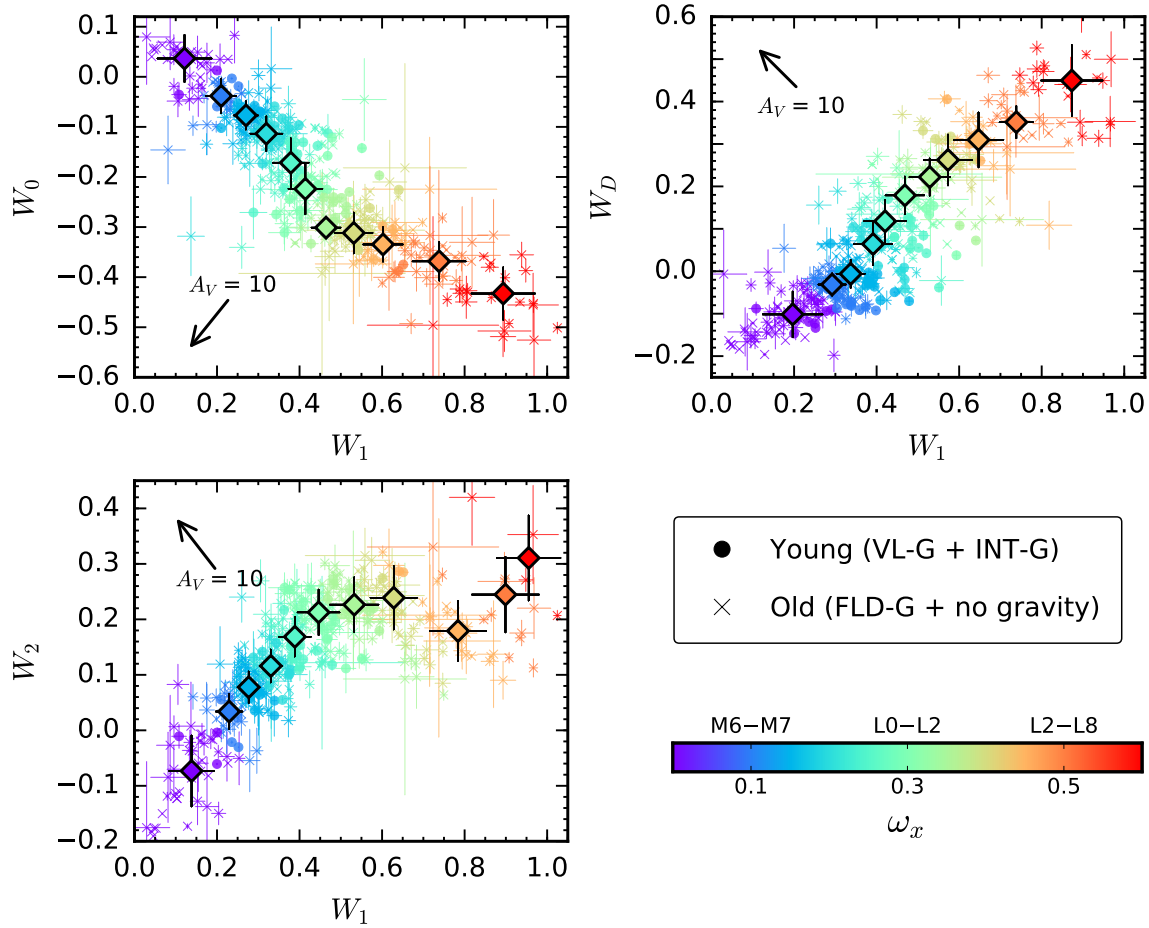 0.1
0.0
−0.1
−0.2
−0.3
−0.4
−0.5
−0.6
W0
A_V = 10
0.0 0.2 0.4 0.6 0.8 1.0
W1
0.6
0.4
0.2
0.0
−0.2
W_D
A_V = 10
0.0 0.2 0.4 0.6 0.8 1.0
W1
0.4
0.3
0.2
0.1
0.0
−0.1
−0.2
W2
A_V = 10
0.0 0.2 0.4 0.6 0.8 1.0
W1
Young (VL-G + INT-G)
Old (FLD-G + no gravity)
M6−M7 L0−L2 L2−L8
0.1 0.3 0.5
ω_x